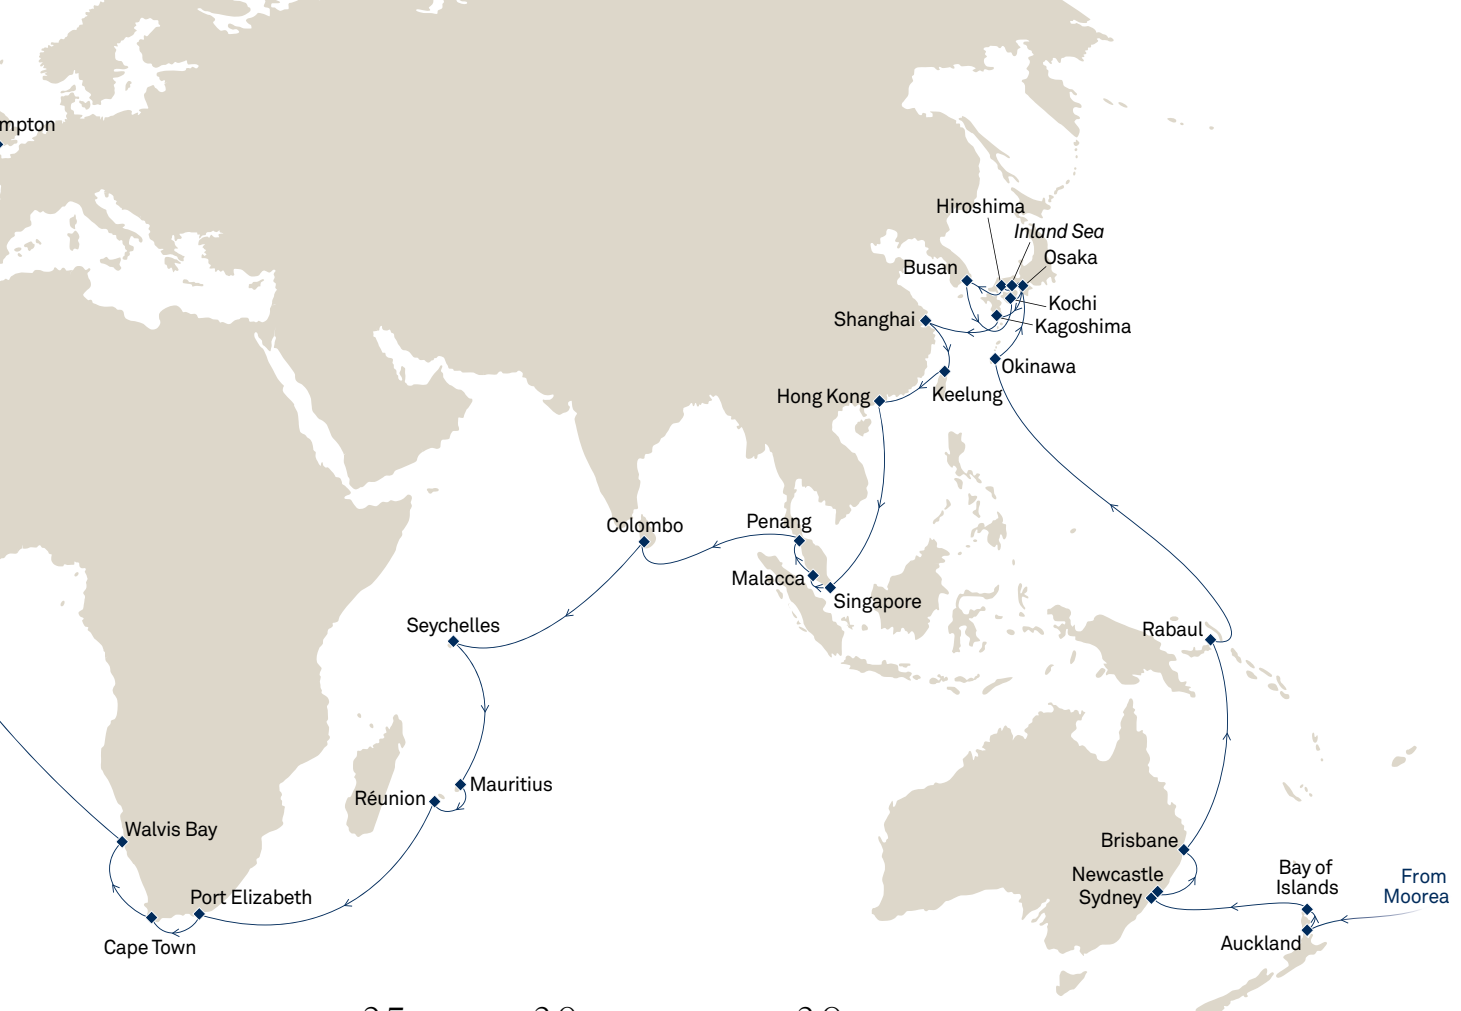 mpton
Hiroshima
Inland Sea
Osaka
Busan
Kochi
Shanghai
Kagoshima
Okinawa
Hong Kong
Keelung
Colombo
Penang
Malacca
Singapore
Seychelles
Rabaul
Mauritius
Réunion
Walvis Bay
Brisbane
Bay of
Islands
Newcastle
Sydney
From
Moorea
Port Elizabeth
Auckland
Cape Town